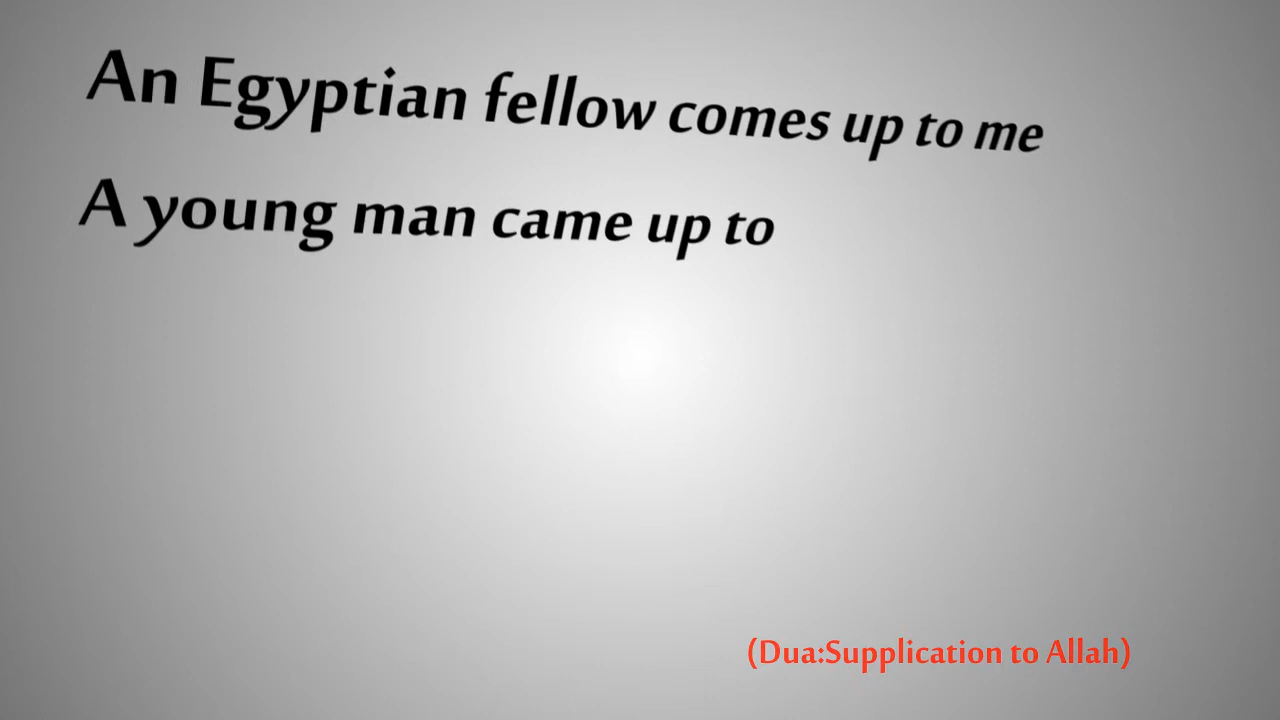 An Egyptian fellow comes up to me
A young man came up to
(Dua:Supplication to Allah)